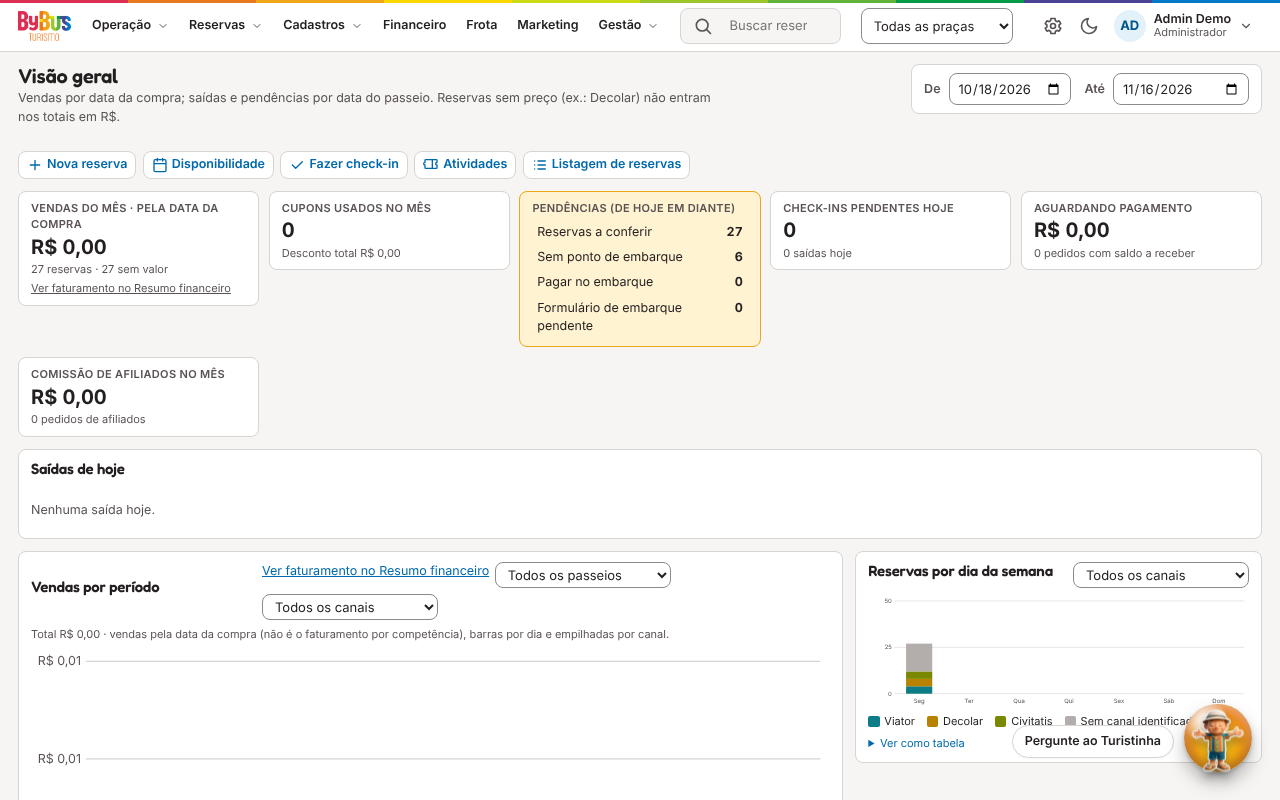 ByBus
TURISMO
Operação
Reservas
Cadastros
Financeiro
Frota
Marketing
Gestão
Buscar reser
Todas as praças
AD
Admin Demo
Administrador
Visão geral
Vendas por data da compra; saídas e pendências por data do passeio. Reservas sem preço (ex.: Decolar) não entram
nos totais em R$.
De
10/18/2026
Até
11/16/2026
Nova reserva
Disponibilidade
Fazer check-in
Atividades
Listagem de reservas
VENDAS DO MÊS · PELA DATA DA
COMPRA
R$ 0,00
27 reservas · 27 sem valor
Ver faturamento no Resumo financeiro
CUPONS USADOS NO MÊS
0
Desconto total R$ 0,00
PENDÊNCIAS (DE HOJE EM DIANTE)
Reservas a conferir 27
Sem ponto de embarque 6
Pagar no embarque 0
Formulário de embarque 0
pendente
CHECK-INS PENDENTES HOJE
0
0 saídas hoje
AGUARDANDO PAGAMENTO
R$ 0,00
0 pedidos com saldo a receber
COMISSÃO DE AFILIADOS NO MÊS
R$ 0,00
0 pedidos de afiliados
Saídas de hoje
Nenhuma saída hoje.
Vendas por período
Ver faturamento no Resumo financeiro
Todos os passeios
Todos os canais
Total R$ 0,00 · vendas pela data da compra (não é o faturamento por competência), barras por dia e empilhadas por canal.
R$ 0,01
R$ 0,01
Reservas por dia da semana
Todos os canais
50
25
0
Seg Ter Qua Qui Sex Sáb Dom
Viator Decolar Civitatis Sem canal identificad
Ver como tabela
Pergunte ao Turistinha